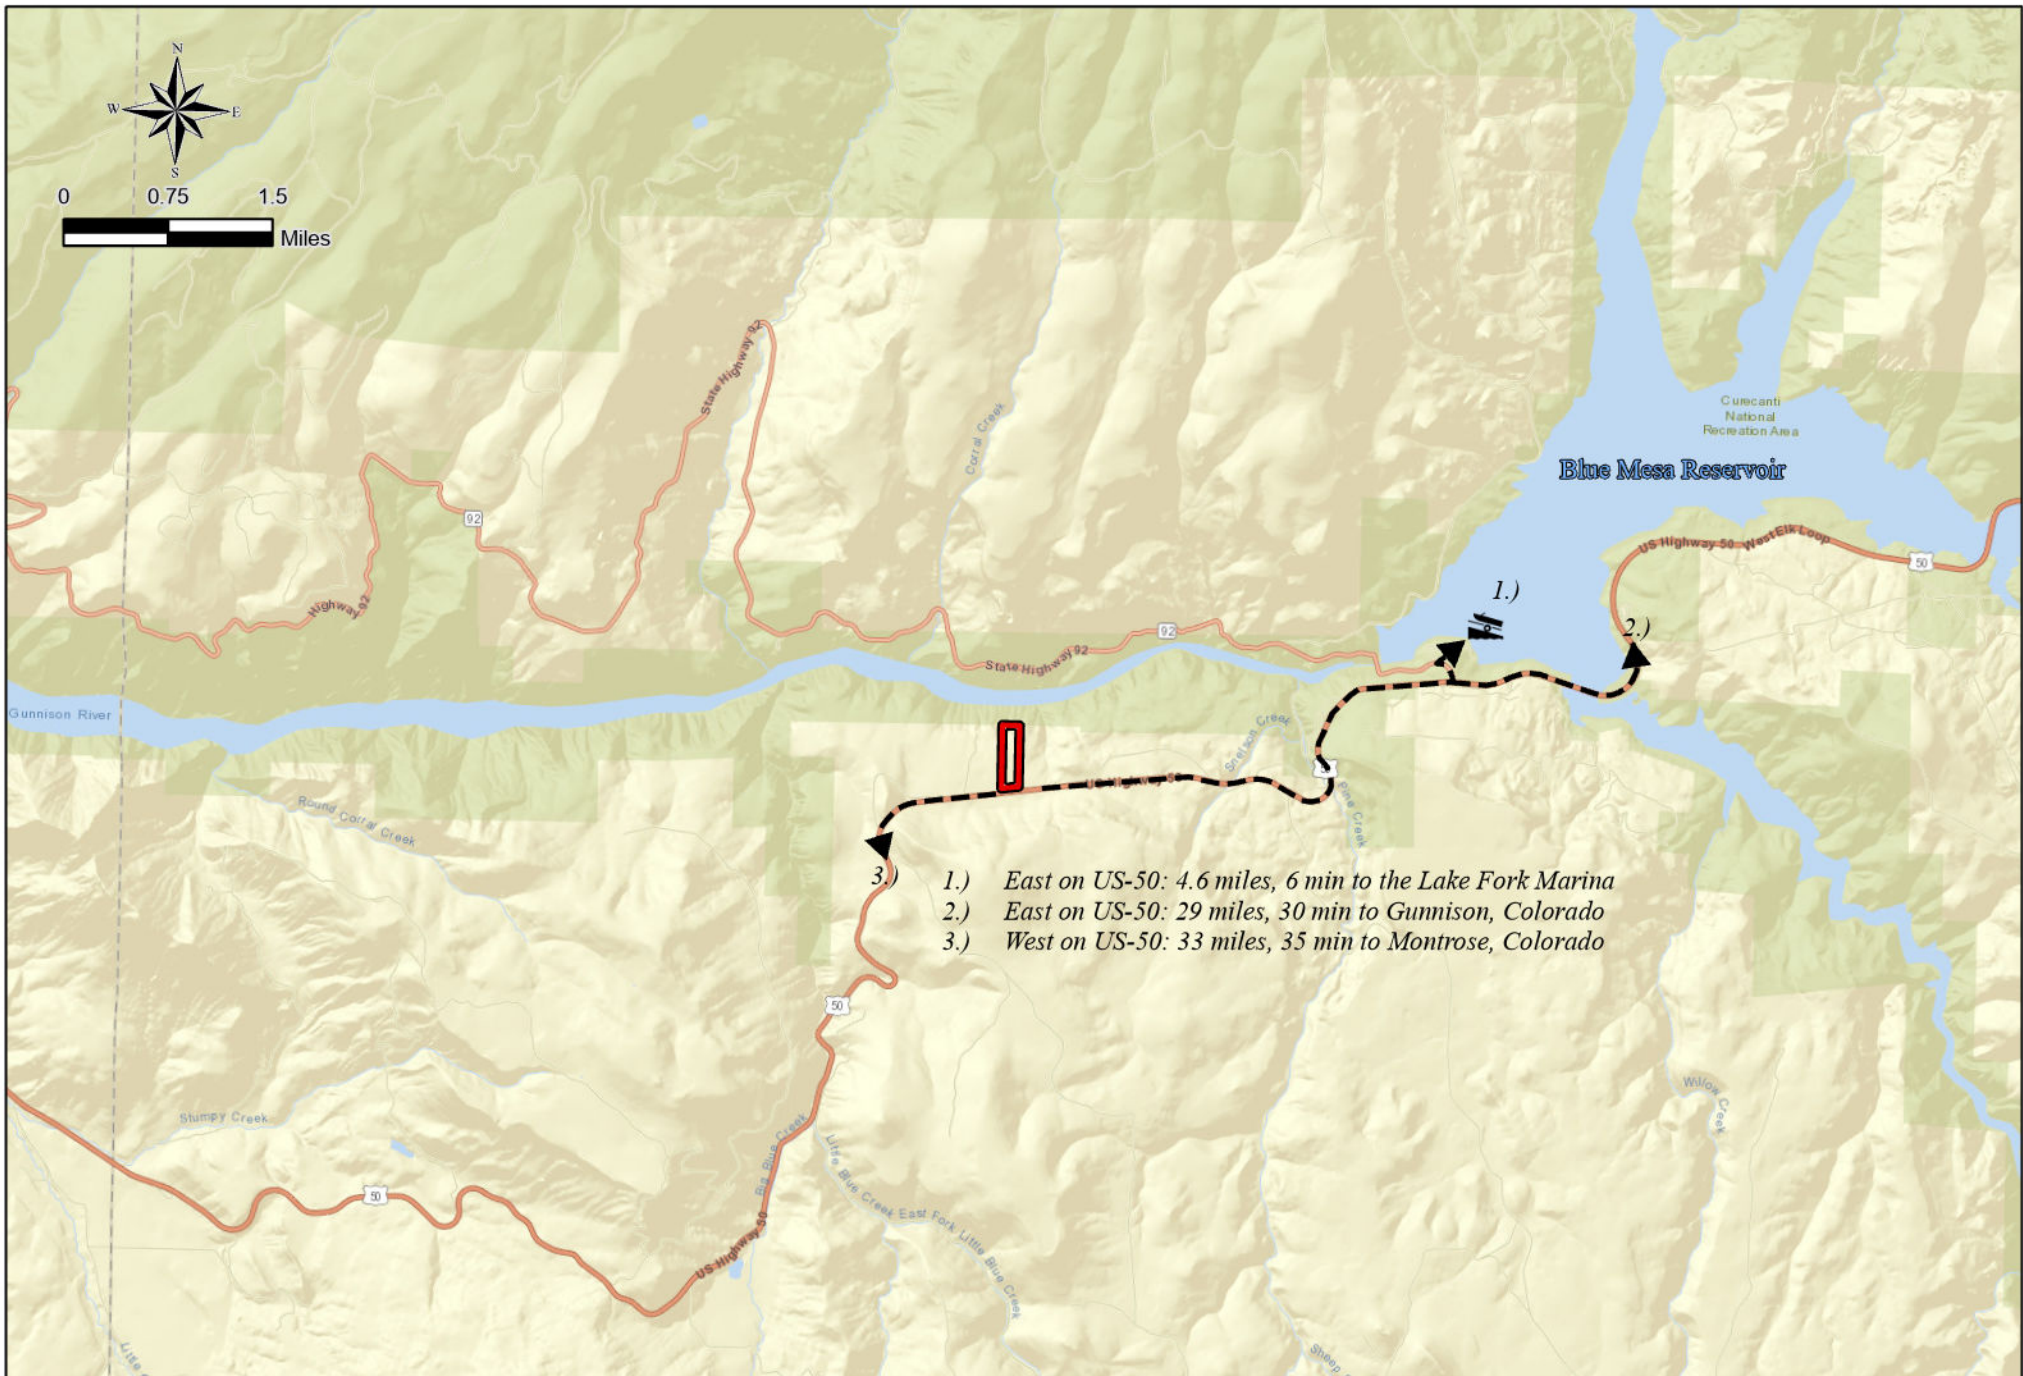 N
W E
S
0 0.75 1.5
Miles
State Highway 92
Corral Creek
Curecanti
National
Recreation Area
Blue Mesa Reservoir
92
US Highway 50 West Elk Loop
50
1.)
Highway 92
2.)
92
State Highway 92
Gunnison River
Snelson Creek
US Highway 50
Pine Creek
Round Corral Creek
3.)
1.) East on US-50: 4.6 miles, 6 min to the Lake Fork Marina
2.) East on US-50: 29 miles, 30 min to Gunnison, Colorado
3.) West on US-50: 33 miles, 35 min to Montrose, Colorado
50
Willow Creek
Stumpy Creek
Big Blue Creek
Little Blue Creek
East Fork Little Blue Creek
50
US Highway 50
Little
Sheep